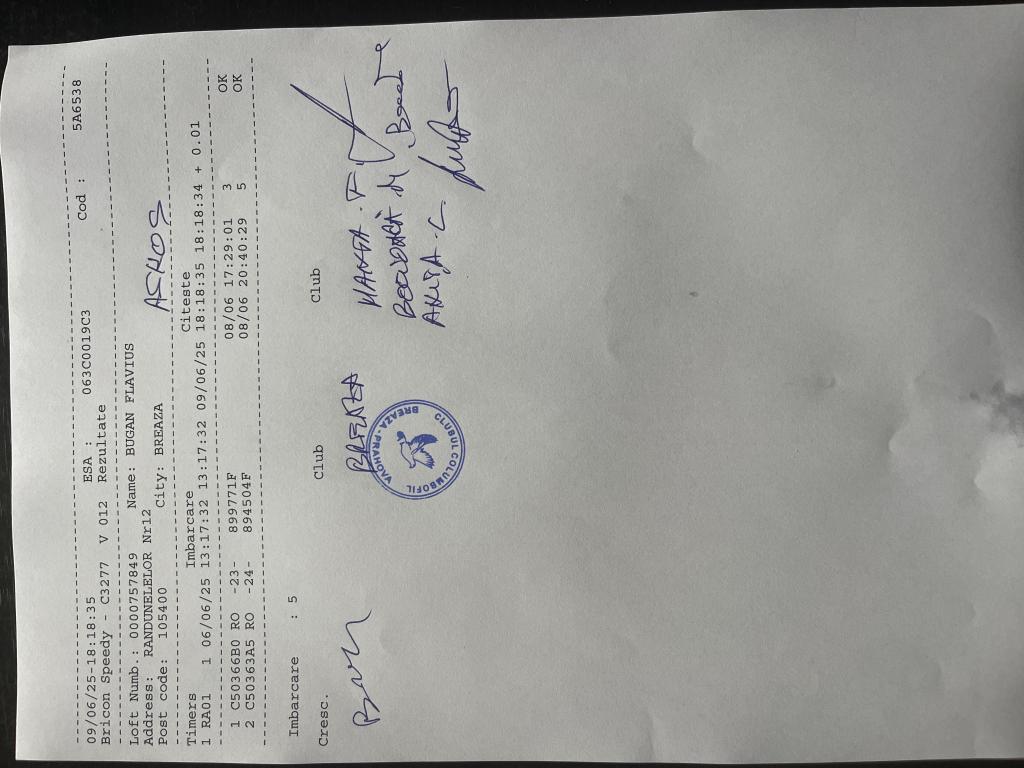 09/06/25-18:18:35 ESA : 063C0019C3 Cod : 5A6538
Bricon Speedy - C3277 V 012 Rezultate
Loft Numb.: 0000757849 Name: BUGAN FLAVIUS
Address: RANDUNELELOR Nr12
Post code: 105400 City: BREAZA
Timers Imbarcare Citeste
1 RA01 1 06/06/25 13:17:32 13:17:32 09/06/25 18:18:35 18:18:34 + 0.01
1 C50366B0 RO -23- 899771F 08/06 17:29:01 3 OK
2 C50363A5 RO -24- 894504F 08/06 20:40:29 5 OK
Imbarcare : 5
Cresc. Club Club
BREAZA
CLUBUL COLUMBOFIL
BREAZA-PRAHOVA